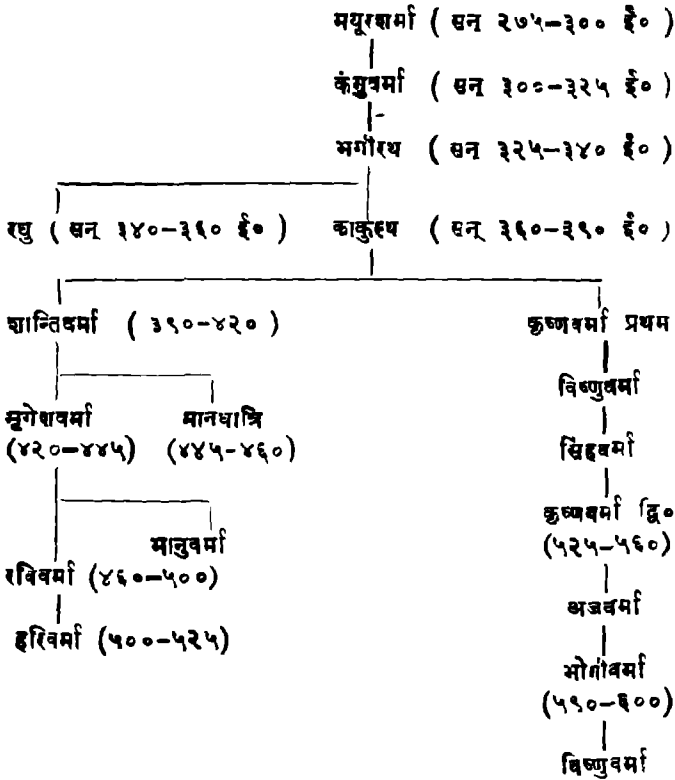 मयूरशर्मा ( सन् २७५–३०० ई० )
कंगुवर्मा ( सन् ३००–३२५ ई० )
भगीरथ ( सन् ३२५–३४० ई० )
रघु ( सन् ३४०–३६० ई० ) काकुस्थ ( सन् ३६०–३९० ई० )
शान्तिवर्मा ( ३९०–४२० ) कृष्णवर्मा प्रथम
विष्णुवर्मा
मृगेशवर्मा मानधात्रि
(४२०–४४५) (४४५-४६०)
सिंहवर्मा
कृष्णवर्मा द्वि०
(५२५–५६०)
भानुवर्मा
रविवर्मा (४६०–५००)
अजवर्मा
हरिवर्मा (५००–५२५)
भोगीवर्मा
(५९०–६००)
विष्णुवर्मा